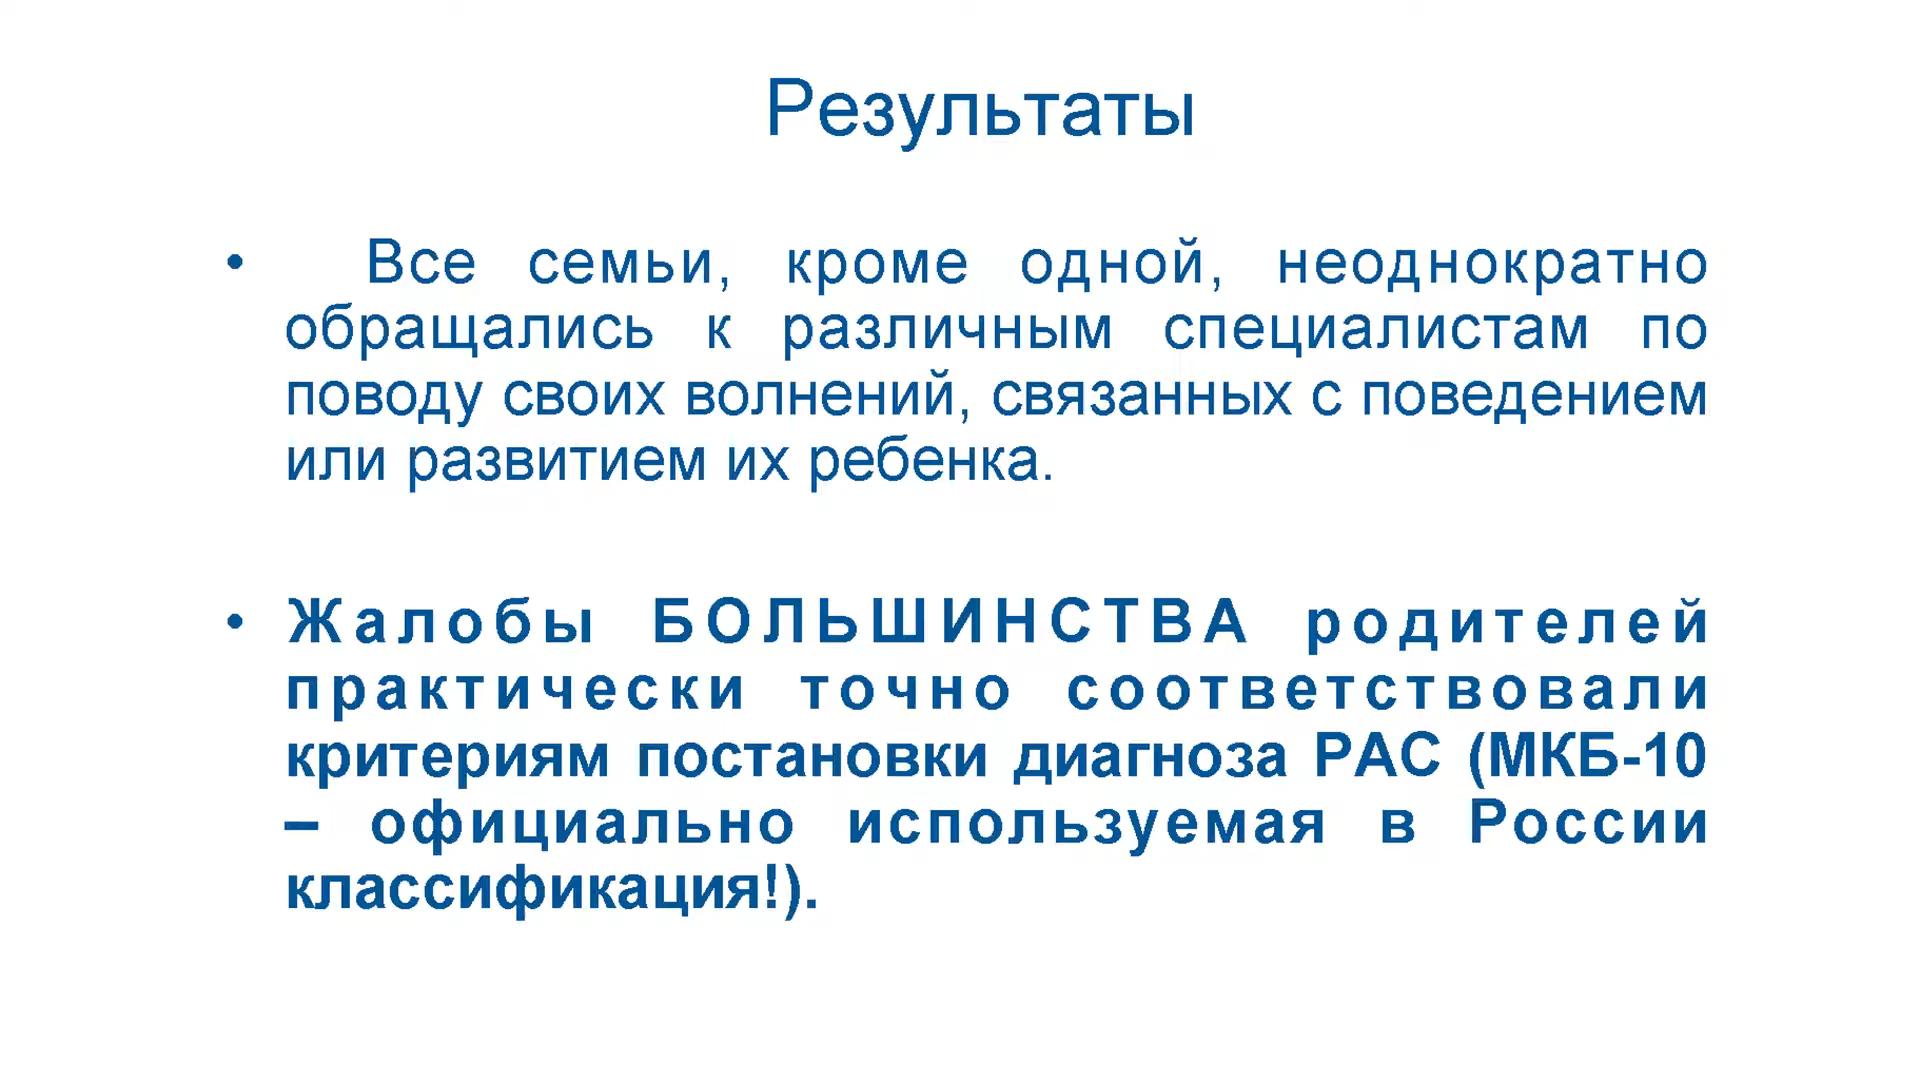 Результаты
• Все семьи, кроме одной, неоднократно
обращались к различным специалистам по
поводу своих волнений, связанных с поведением
или развитием их ребенка.
• Жалобы БОЛЬШИНСТВА родителей
практически точно соответствовали
критериям постановки диагноза РАС (МКБ-10
– официально используемая в России
классификация!).